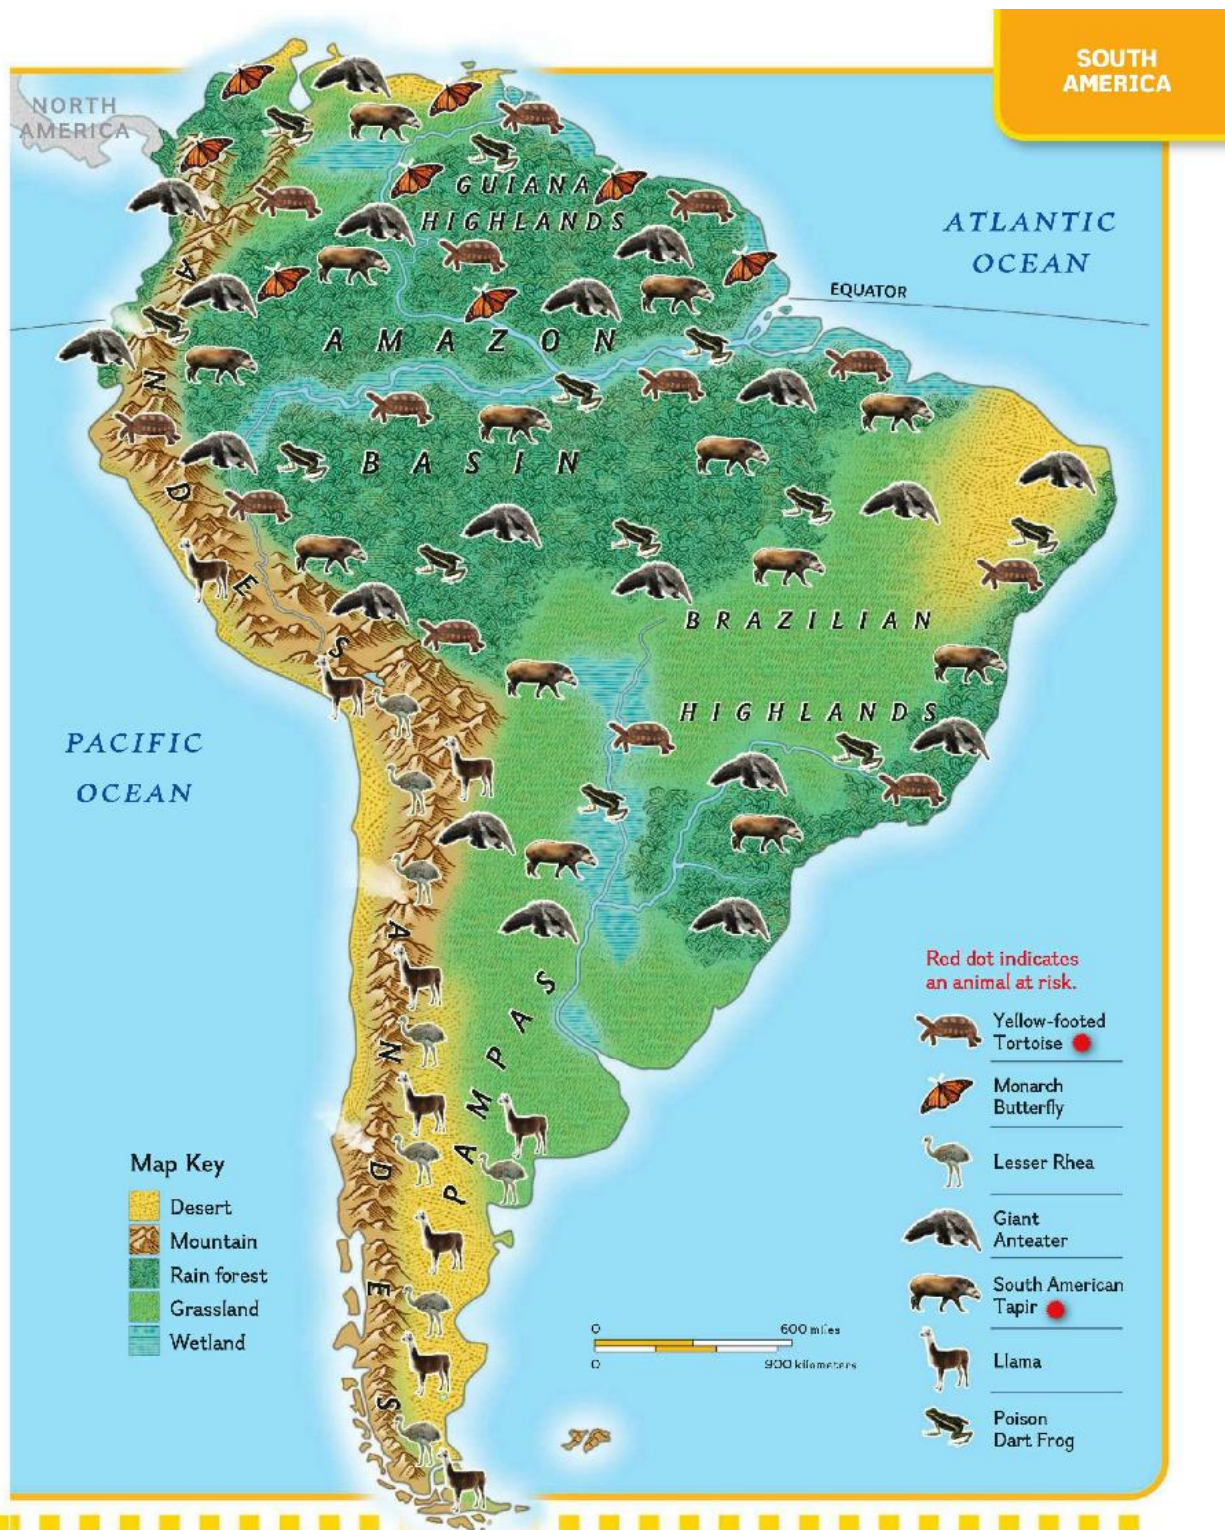 SOUTH
AMERICA
NORTH
AMERICA
GUIANA
HIGHLANDS
ATLANTIC
OCEAN
EQUATOR
AMAZON
BASIN
ANDES
BRAZILIAN
HIGHLANDS
PACIFIC
OCEAN
ANDES
PAMPAS
Red dot indicates
an animal at risk.
Yellow-footed
Tortoise
Monarch
Butterfly
Lesser Rhea
Giant
Anteater
South American
Tapir
Llama
Poison
Dart Frog
Map Key
Desert
Mountain
Rain forest
Grassland
Wetland
0 600 miles
0 900 kilometers